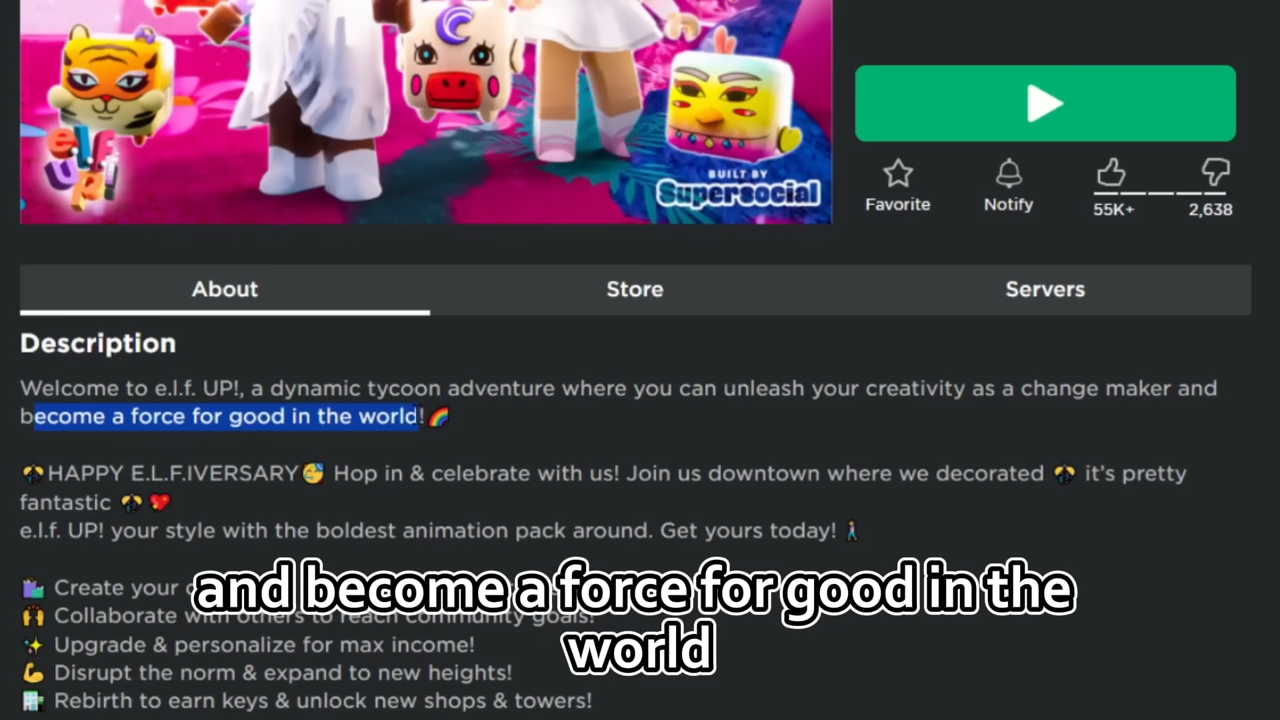 elf
UP!
BUILT BY
Supersocial
Favorite
Notify
55K+
2,638
About
Store
Servers
Description
Welcome to e.l.f. UP!, a dynamic tycoon adventure where you can unleash your creativity as a change maker and
become a force for good in the world!🌈
HAPPY E.L.F.IVERSARY🥳 Hop in & celebrate with us! Join us downtown where we decorated it’s pretty
fantastic 💖
e.l.f. UP! your style with the boldest animation pack around. Get yours today!
🛍️ Create your
and become a force for good in the
🙌 Collaborate with others to reach community goals!
world
✨ Upgrade & personalize for max income!
💪 Disrupt the norm & expand to new heights!
🏢 Rebirth to earn keys & unlock new shops & towers!